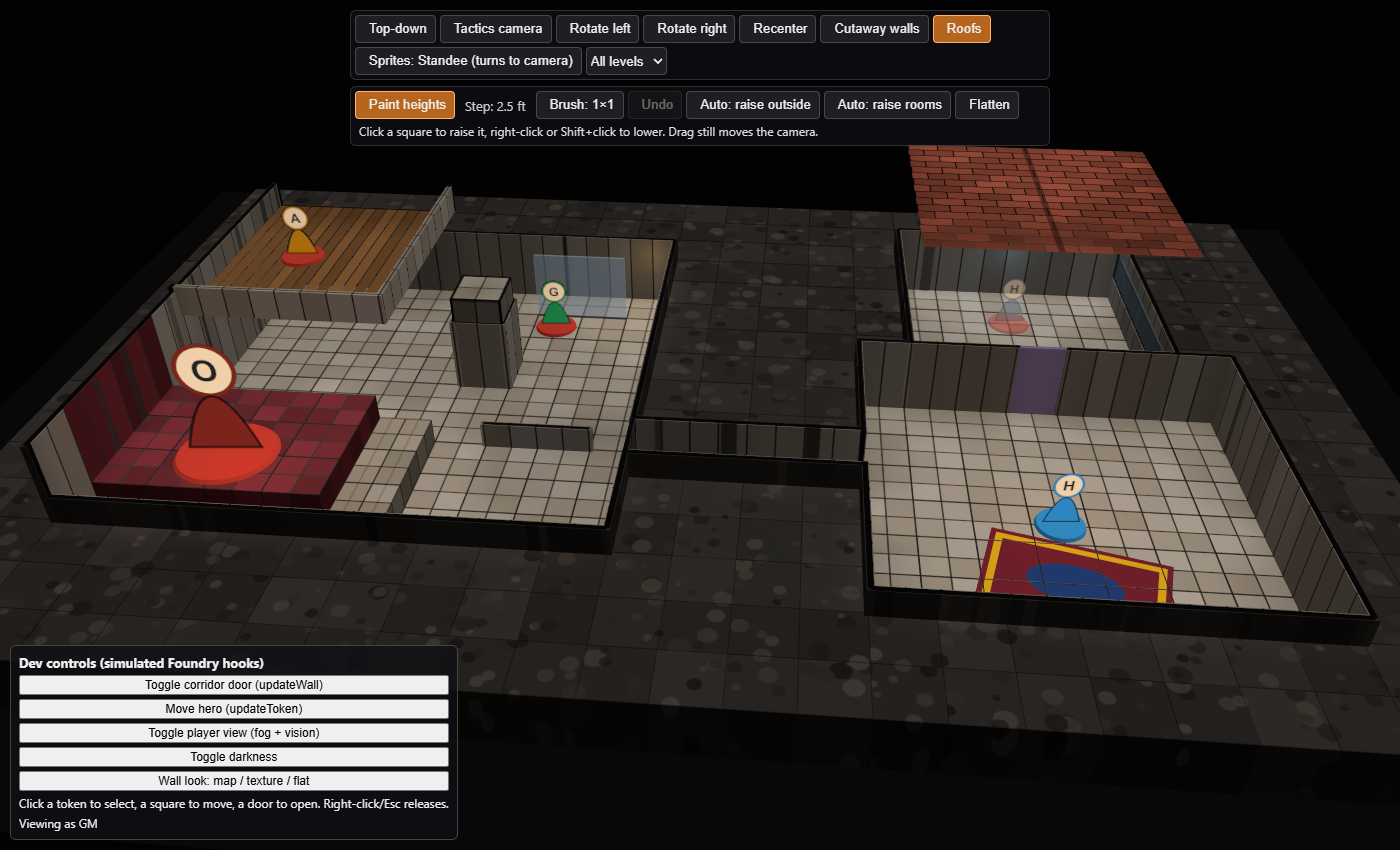 Top-down Tactics camera Rotate left Rotate right Recenter Cutaway walls Roofs
Sprites: Standee (turns to camera) All levels
Paint heights Step: 2.5 ft Brush: 1×1 Undo Auto: raise outside Auto: raise rooms Flatten
Click a square to raise it, right-click or Shift+click to lower. Drag still moves the camera.
A
G
H
O
H
Dev controls (simulated Foundry hooks)
Toggle corridor door (updateWall)
Move hero (updateToken)
Toggle player view (fog + vision)
Toggle darkness
Wall look: map / texture / flat
Click a token to select, a square to move, a door to open. Right-click/Esc releases.
Viewing as GM